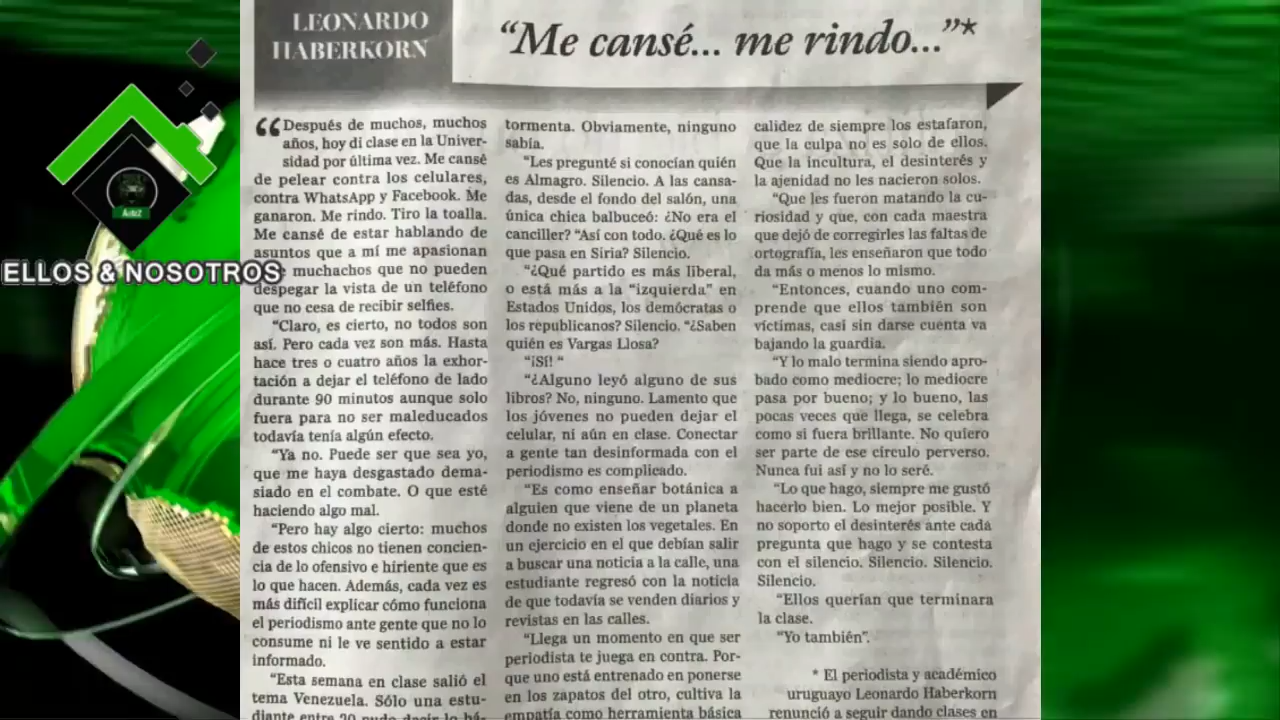 LEONARDO
HABERKORN
“Me cansé... me rindo...”*
“Después de muchos, muchos
años, hoy di clase en la Univer-
sidad por última vez. Me cansé
de pelear contra los celulares,
contra WhatsApp y Facebook. Me
ganaron. Me rindo. Tiro la toalla.
Me cansé de estar hablando de
asuntos que a mí me apasionan
muchachos que no pueden
despegar la vista de un teléfono
que no cesa de recibir selfies.
“Claro, es cierto, no todos son
así. Pero cada vez son más. Hasta
hace tres o cuatro años la exhor-
tación a dejar el teléfono de lado
durante 90 minutos aunque solo
fuera para no ser maleducados
todavía tenía algún efecto.
“Ya no. Puede ser que sea yo,
que me haya desgastado dema-
siado en el combate. O que esté
haciendo algo mal.
“Pero hay algo cierto: muchos
de estos chicos no tienen concien-
cia de lo ofensivo e hiriente que es
lo que hacen. Además, cada vez es
más difícil explicar cómo funciona
el periodismo ante gente que no lo
consume ni le ve sentido a estar
informado.
“Esta semana en clase salió el
tema Venezuela. Sólo una estu-
diante entre 20 pudo decir lo bá-
tormenta. Obviamente, ninguno
sabía.
“Les pregunté si conocían quién
es Almagro. Silencio. A las cansa-
das, desde el fondo del salón, una
única chica balbuceó: ¿No era el
canciller? “Así con todo. ¿Qué es lo
que pasa en Siria? Silencio.
“¿Qué partido es más liberal,
o está más a la “izquierda” en
Estados Unidos, los demócratas o
los republicanos? Silencio. “¿Saben
quién es Vargas Llosa?
“¡Sí! “
“¿Alguno leyó alguno de sus
libros? No, ninguno. Lamento que
los jóvenes no pueden dejar el
celular, ni aún en clase. Conectar
a gente tan desinformada con el
periodismo es complicado.
“Es como enseñar botánica a
alguien que viene de un planeta
donde no existen los vegetales. En
un ejercicio en el que debían salir
a buscar una noticia a la calle, una
estudiante regresó con la noticia
de que todavía se venden diarios y
revistas en las calles.
“Llega un momento en que ser
periodista te juega en contra. Por-
que uno está entrenado en ponerse
en los zapatos del otro, cultiva la
empatía como herramienta básica
calidez de siempre los estafaron,
que la culpa no es solo de ellos.
Que la incultura, el desinterés y
la ajenidad no les nacieron solos.
“Que les fueron matando la cu-
riosidad y que, con cada maestra
que dejó de corregirles las faltas de
ortografía, les enseñaron que todo
da más o menos lo mismo.
“Entonces, cuando uno com-
prende que ellos también son
víctimas, casi sin darse cuenta va
bajando la guardia.
“Y lo malo termina siendo apro-
bado como mediocre; lo mediocre
pasa por bueno; y lo bueno, las
pocas veces que llega, se celebra
como si fuera brillante. No quiero
ser parte de ese círculo perverso.
Nunca fui así y no lo seré.
“Lo que hago, siempre me gustó
hacerlo bien. Lo mejor posible. Y
no soporto el desinterés ante cada
pregunta que hago y se contesta
con el silencio. Silencio. Silencio.
Silencio.
“Ellos querían que terminara
la clase.
“Yo también”.
* El periodista y académico
uruguayo Leonardo Haberkorn
renunció a seguir dando clases en
ELLOS & NOSOTROS